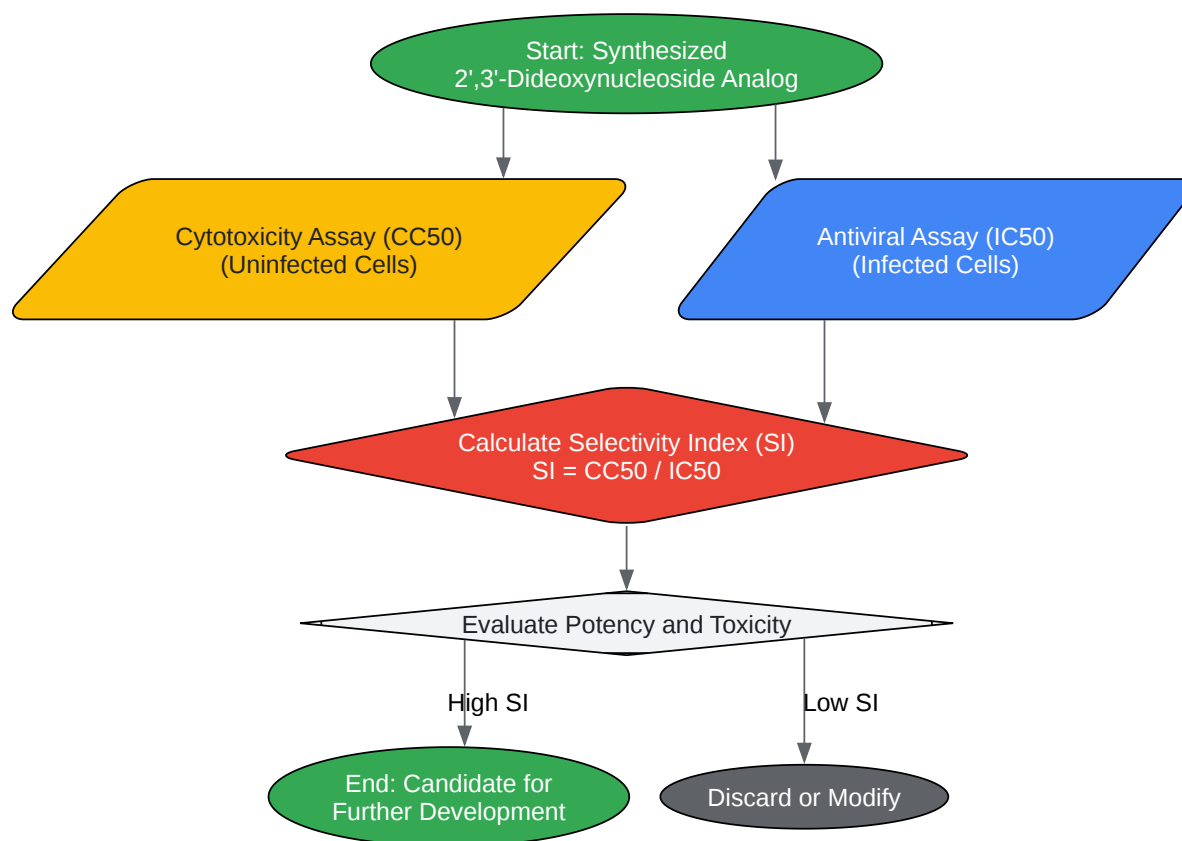 Start: Synthesized
2',3'-Dideoxynucleoside Analog
Cytotoxicity Assay (CC50)
(Uninfected Cells)
Antiviral Assay (IC50)
(Infected Cells)
Calculate Selectivity Index (SI)
SI = CC50 / IC50
Evaluate Potency and Toxicity
High SI
Low SI
End: Candidate for
Further Development
Discard or Modify